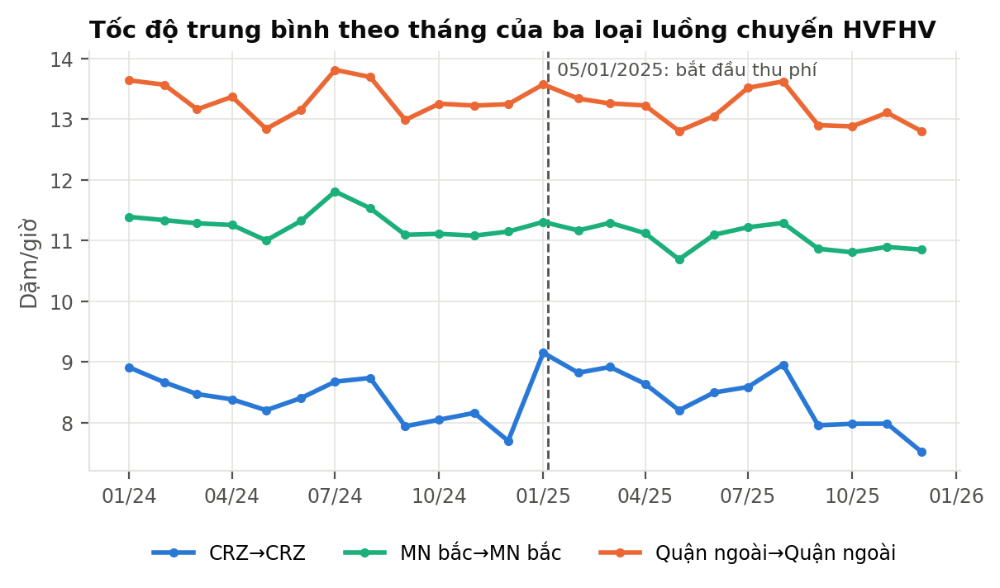 Tốc độ trung bình theo tháng của ba loại luồng chuyến HVFHV
05/01/2025: bắt đầu thu phí
14
13
12
11
10
9
8
Dặm/giờ
01/24 04/24 07/24 10/24 01/25 04/25 07/25 10/25 01/26
CRZ→CRZ MN bắc→MN bắc Quận ngoài→Quận ngoài